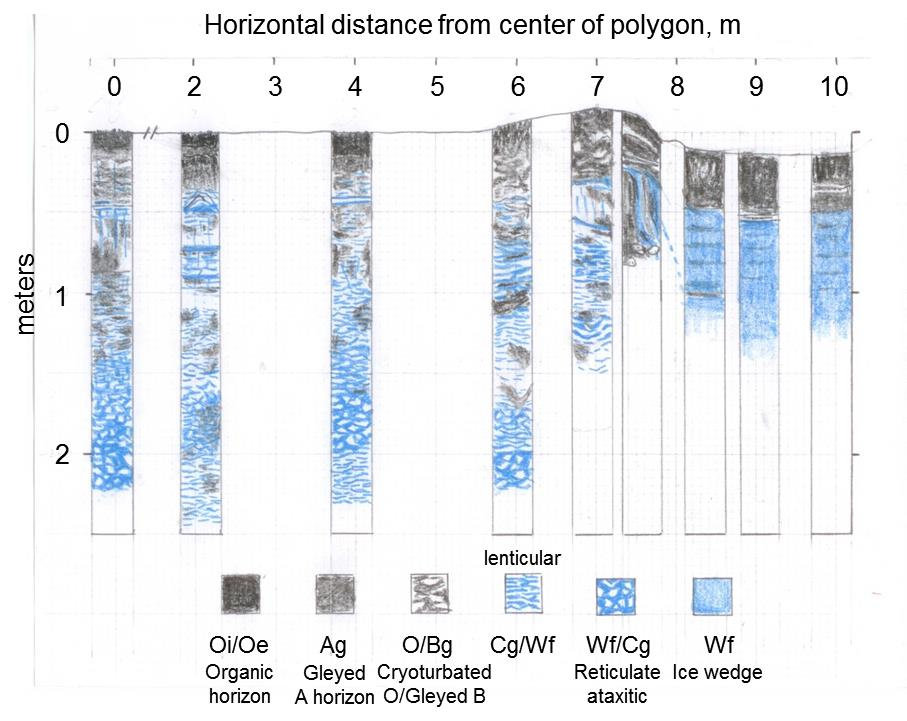 Horizontal distance from center of polygon, m
0 2 3 4 5 6 7 8 9 10
0
1
2
meters
lenticular
Oi/Oe Ag O/Bg Cg/Wf Wf/Cg Wf
Organic Gleyed Cryoturbated Reticulate Ice wedge
horizon A horizon O/Gleyed B ataxitic